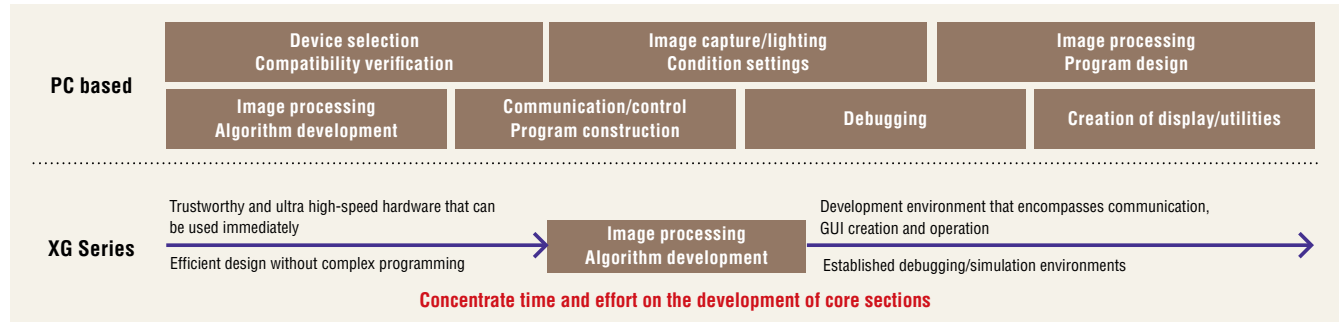 PC based
Device selection
Compatibility verification
Image capture/lighting
Condition settings
Image processing
Program design
Image processing
Algorithm development
Communication/control
Program construction
Debugging
Creation of display/utilities
XG Series
Trustworthy and ultra high-speed hardware that can
be used immediately
Efficient design without complex programming
Image processing
Algorithm development
Development environment that encompasses communication,
GUI creation and operation
Established debugging/simulation environments
Concentrate time and effort on the development of core sections